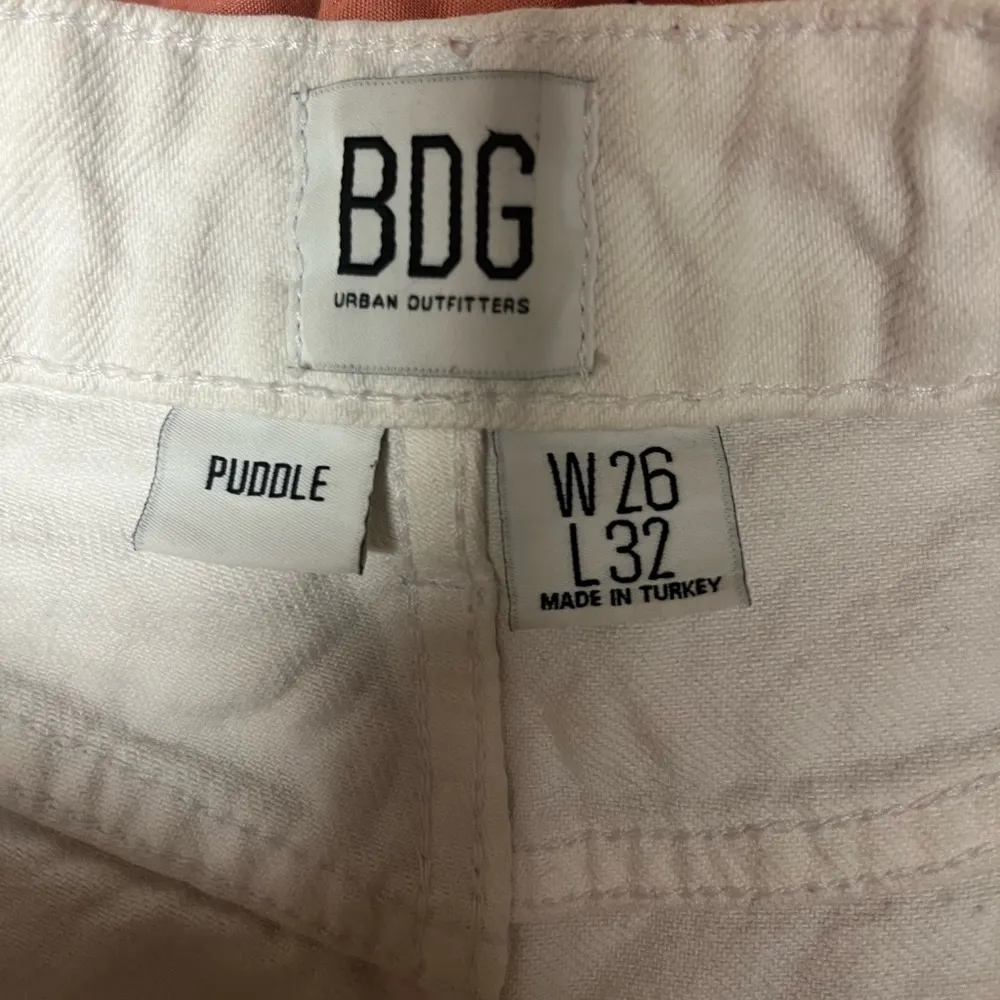 BDG
URBAN OUTFITTERS
PUDDLE
W 26
L 32
MADE IN TURKEY